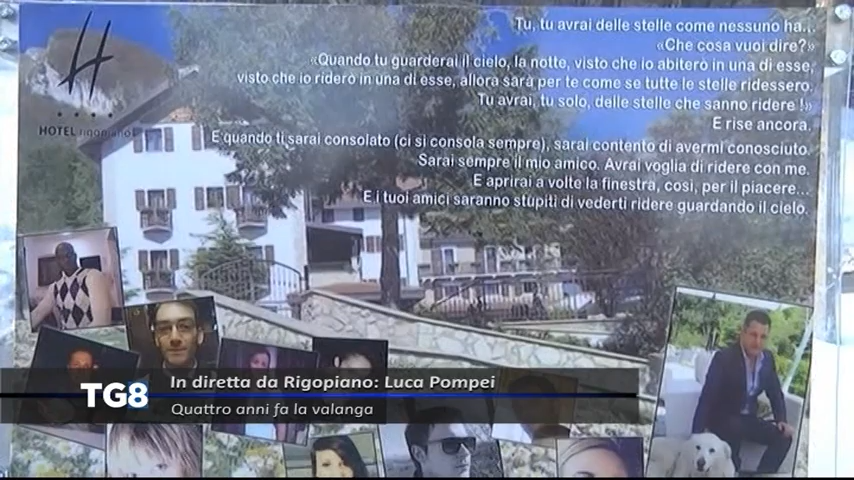 Tu, tu avrai delle stelle come nessuno ha...
«Che cosa vuoi dire?»
«Quando tu guarderai il cielo, la notte, visto che io abiterò in una di esse,
visto che io riderò in una di esse, allora sarà per te come se tutte le stelle ridessero.
Tu avrai, tu solo, delle stelle che sanno ridere!»
E rise ancora.
E quando ti sarai consolato (ci si consola sempre), sarai contento di avermi conosciuto.
Sarai sempre il mio amico. Avrai voglia di ridere con me.
E aprirai a volte la finestra, così, per il piacere...
E i tuoi amici saranno stupiti di vederti ridere guardando il cielo.
H
HOTEL rigopiano
TG8
In diretta da Rigopiano: Luca Pompei
Quattro anni fa la valanga